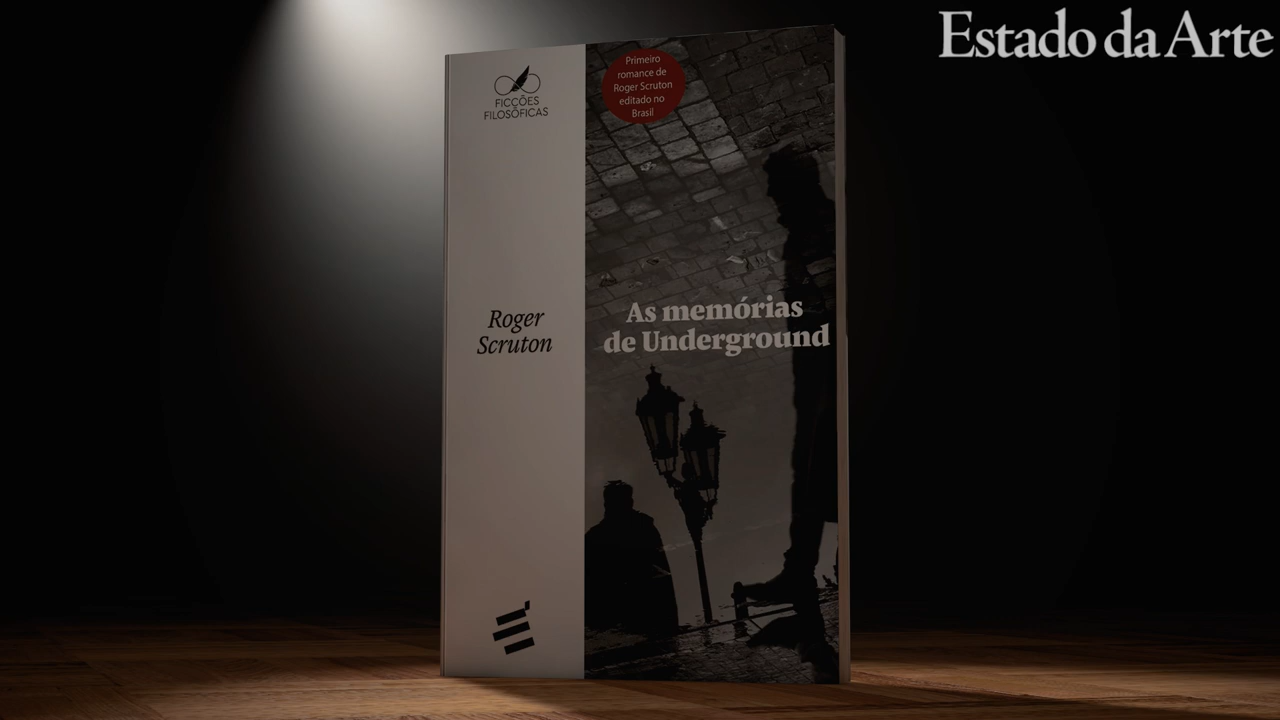 Estado da Arte
FICÇÕES
FILOSÓFICAS
Primeiro
romance de
Roger Scruton
editado no
Brasil
Roger
Scruton
As memórias
de Underground